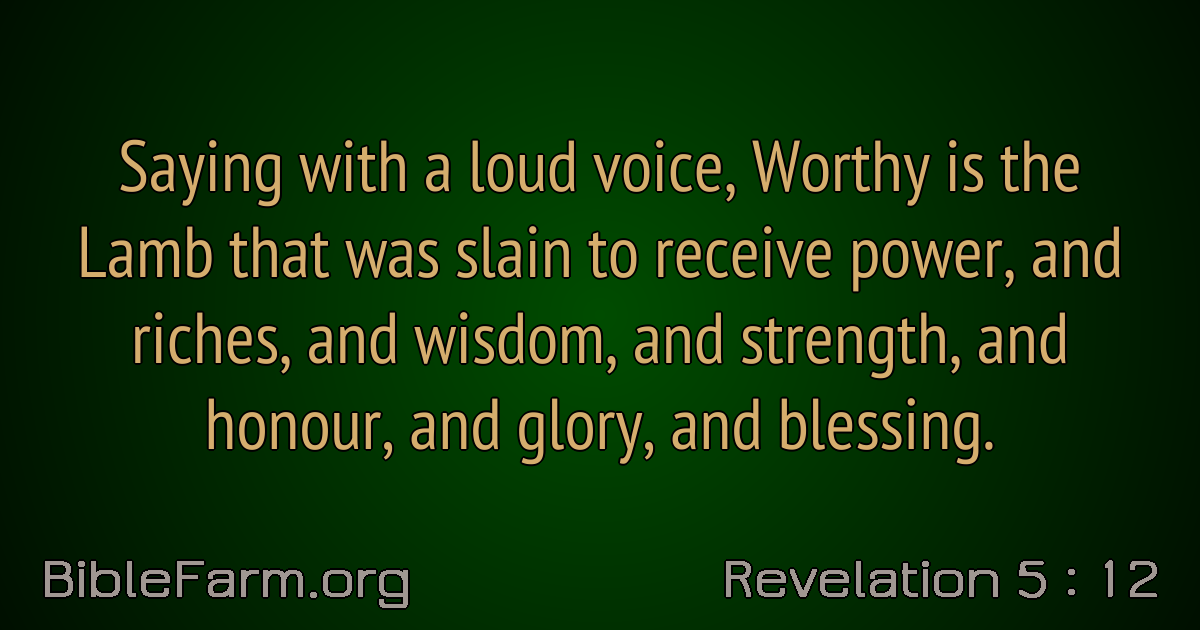 Saying with a loud voice, Worthy is the
Lamb that was slain to receive power, and
riches, and wisdom, and strength, and
honour, and glory, and blessing.
BibleFarm.org
Revelation 5 : 12